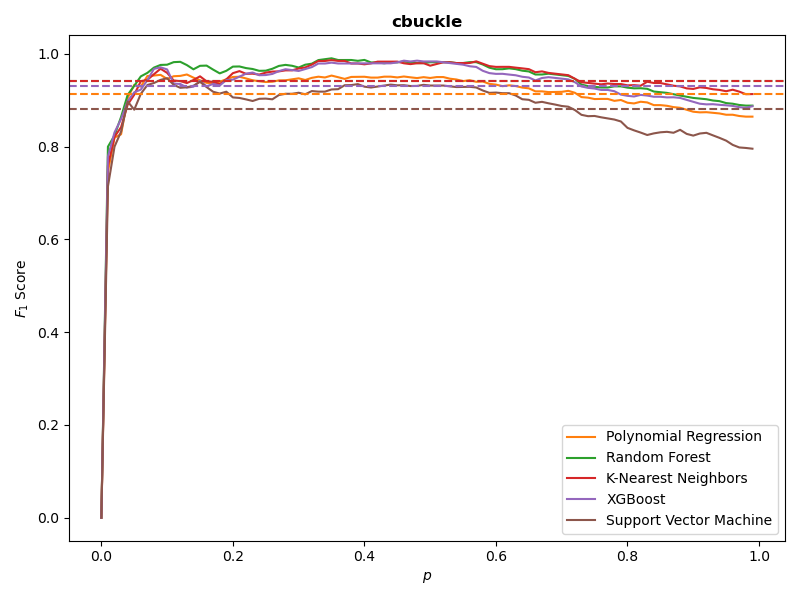 cbuckle
1.0
0.8
0.6
0.4
0.2
0.0
F1 Score
0.0 0.2 0.4 0.6 0.8 1.0
p
Polynomial Regression
Random Forest
K-Nearest Neighbors
XGBoost
Support Vector Machine